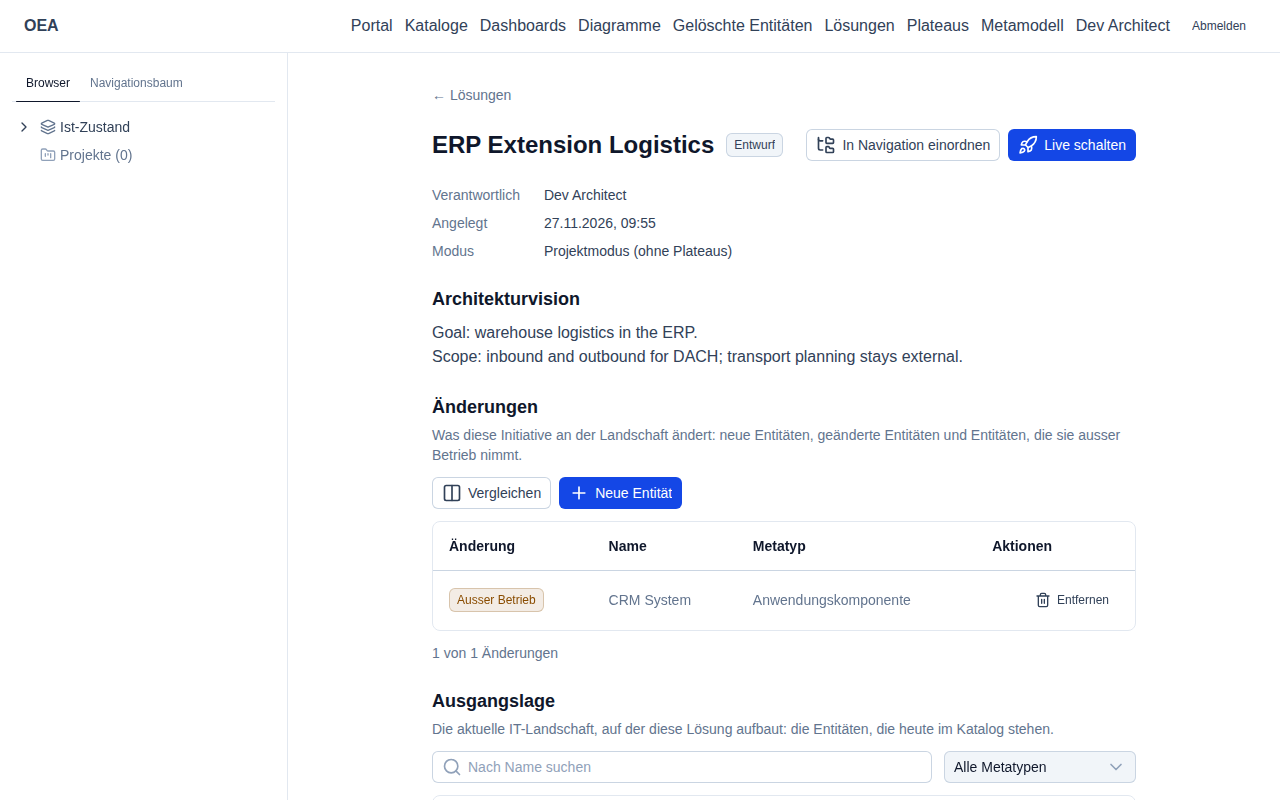 OEA
Portal Kataloge Dashboards Diagramme Gelöschte Entitäten Lösungen Plateaus Metamodell Dev Architect Abmelden
Browser Navigationsbaum
Ist-Zustand
Projekte (0)
← Lösungen
ERP Extension Logistics Entwurf In Navigation einordnen Live schalten
Verantwortlich Dev Architect
Angelegt 27.11.2026, 09:55
Modus Projektmodus (ohne Plateaus)
Architekturvision
Goal: warehouse logistics in the ERP.
Scope: inbound and outbound for DACH; transport planning stays external.
Änderungen
Was diese Initiative an der Landschaft ändert: neue Entitäten, geänderte Entitäten und Entitäten, die sie ausser
Betrieb nimmt.
Vergleichen Neue Entität
Änderung Name Metatyp Aktionen
Ausser Betrieb CRM System Anwendungskomponente Entfernen
1 von 1 Änderungen
Ausgangslage
Die aktuelle IT-Landschaft, auf der diese Lösung aufbaut: die Entitäten, die heute im Katalog stehen.
Nach Name suchen Alle Metatypen